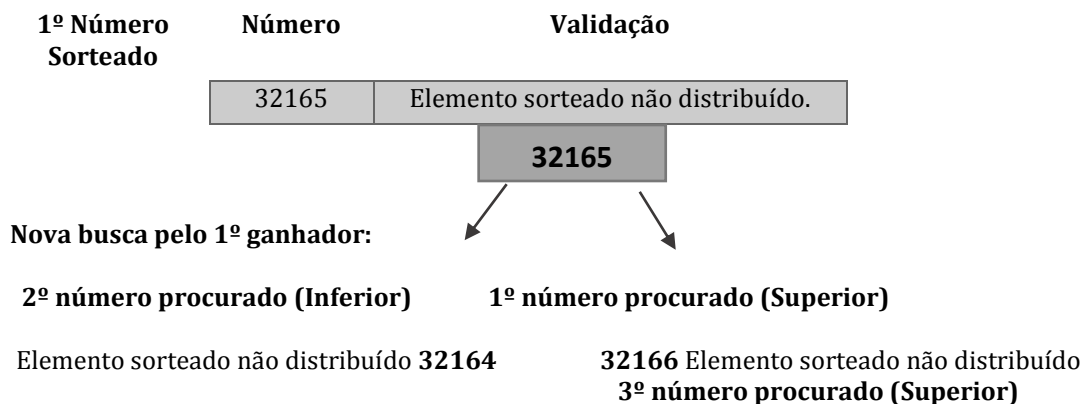 1º Número Sorteado
Número
Validação
32165
Elemento sorteado não distribuído.
32165
Nova busca pelo 1º ganhador:
2º número procurado (Inferior)
1º número procurado (Superior)
Elemento sorteado não distribuído 32164
32166 Elemento sorteado não distribuído
3º número procurado (Superior)